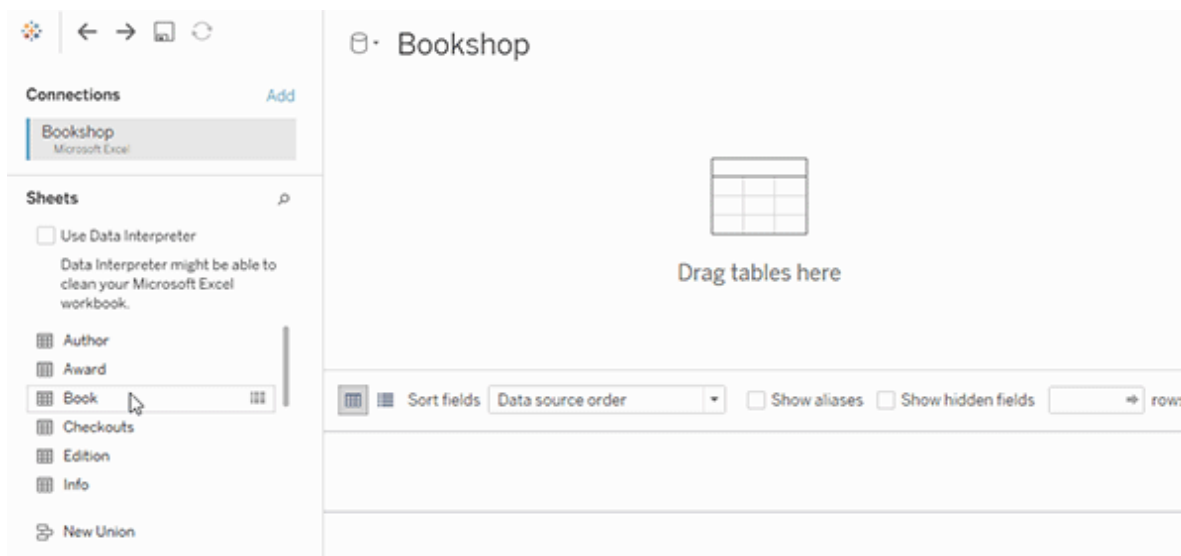 Bookshop
Connections
Add
Bookshop
Microsoft Excel
Sheets
Use Data Interpreter
Data Interpreter might be able to
clean your Microsoft Excel
workbook.
Author
Award
Book
Checkouts
Edition
Info
New Union
Drag tables here
Sort fields
Data source order
Show aliases
Show hidden fields
rows